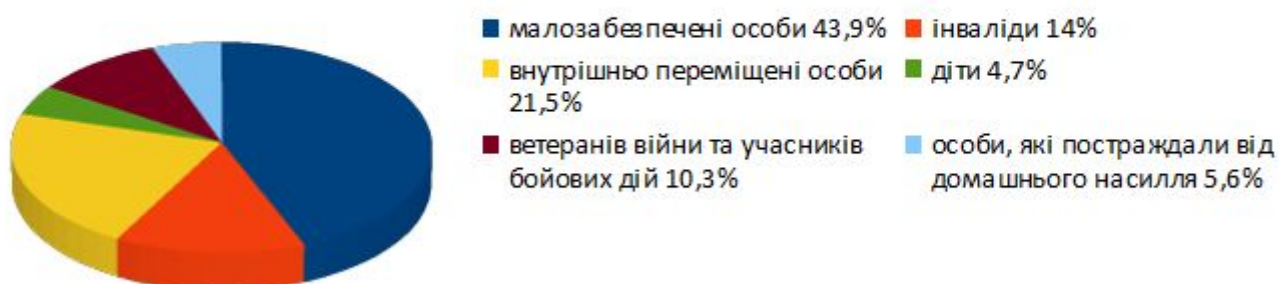 малозабезпечені особи 43,9%
інваліди 14%
внутрішньо переміщені особи
21,5%
діти 4,7%
ветеранів війни та учасників
бойових дій 10,3%
особи, які постраждали від
домашнього насилля 5,6%